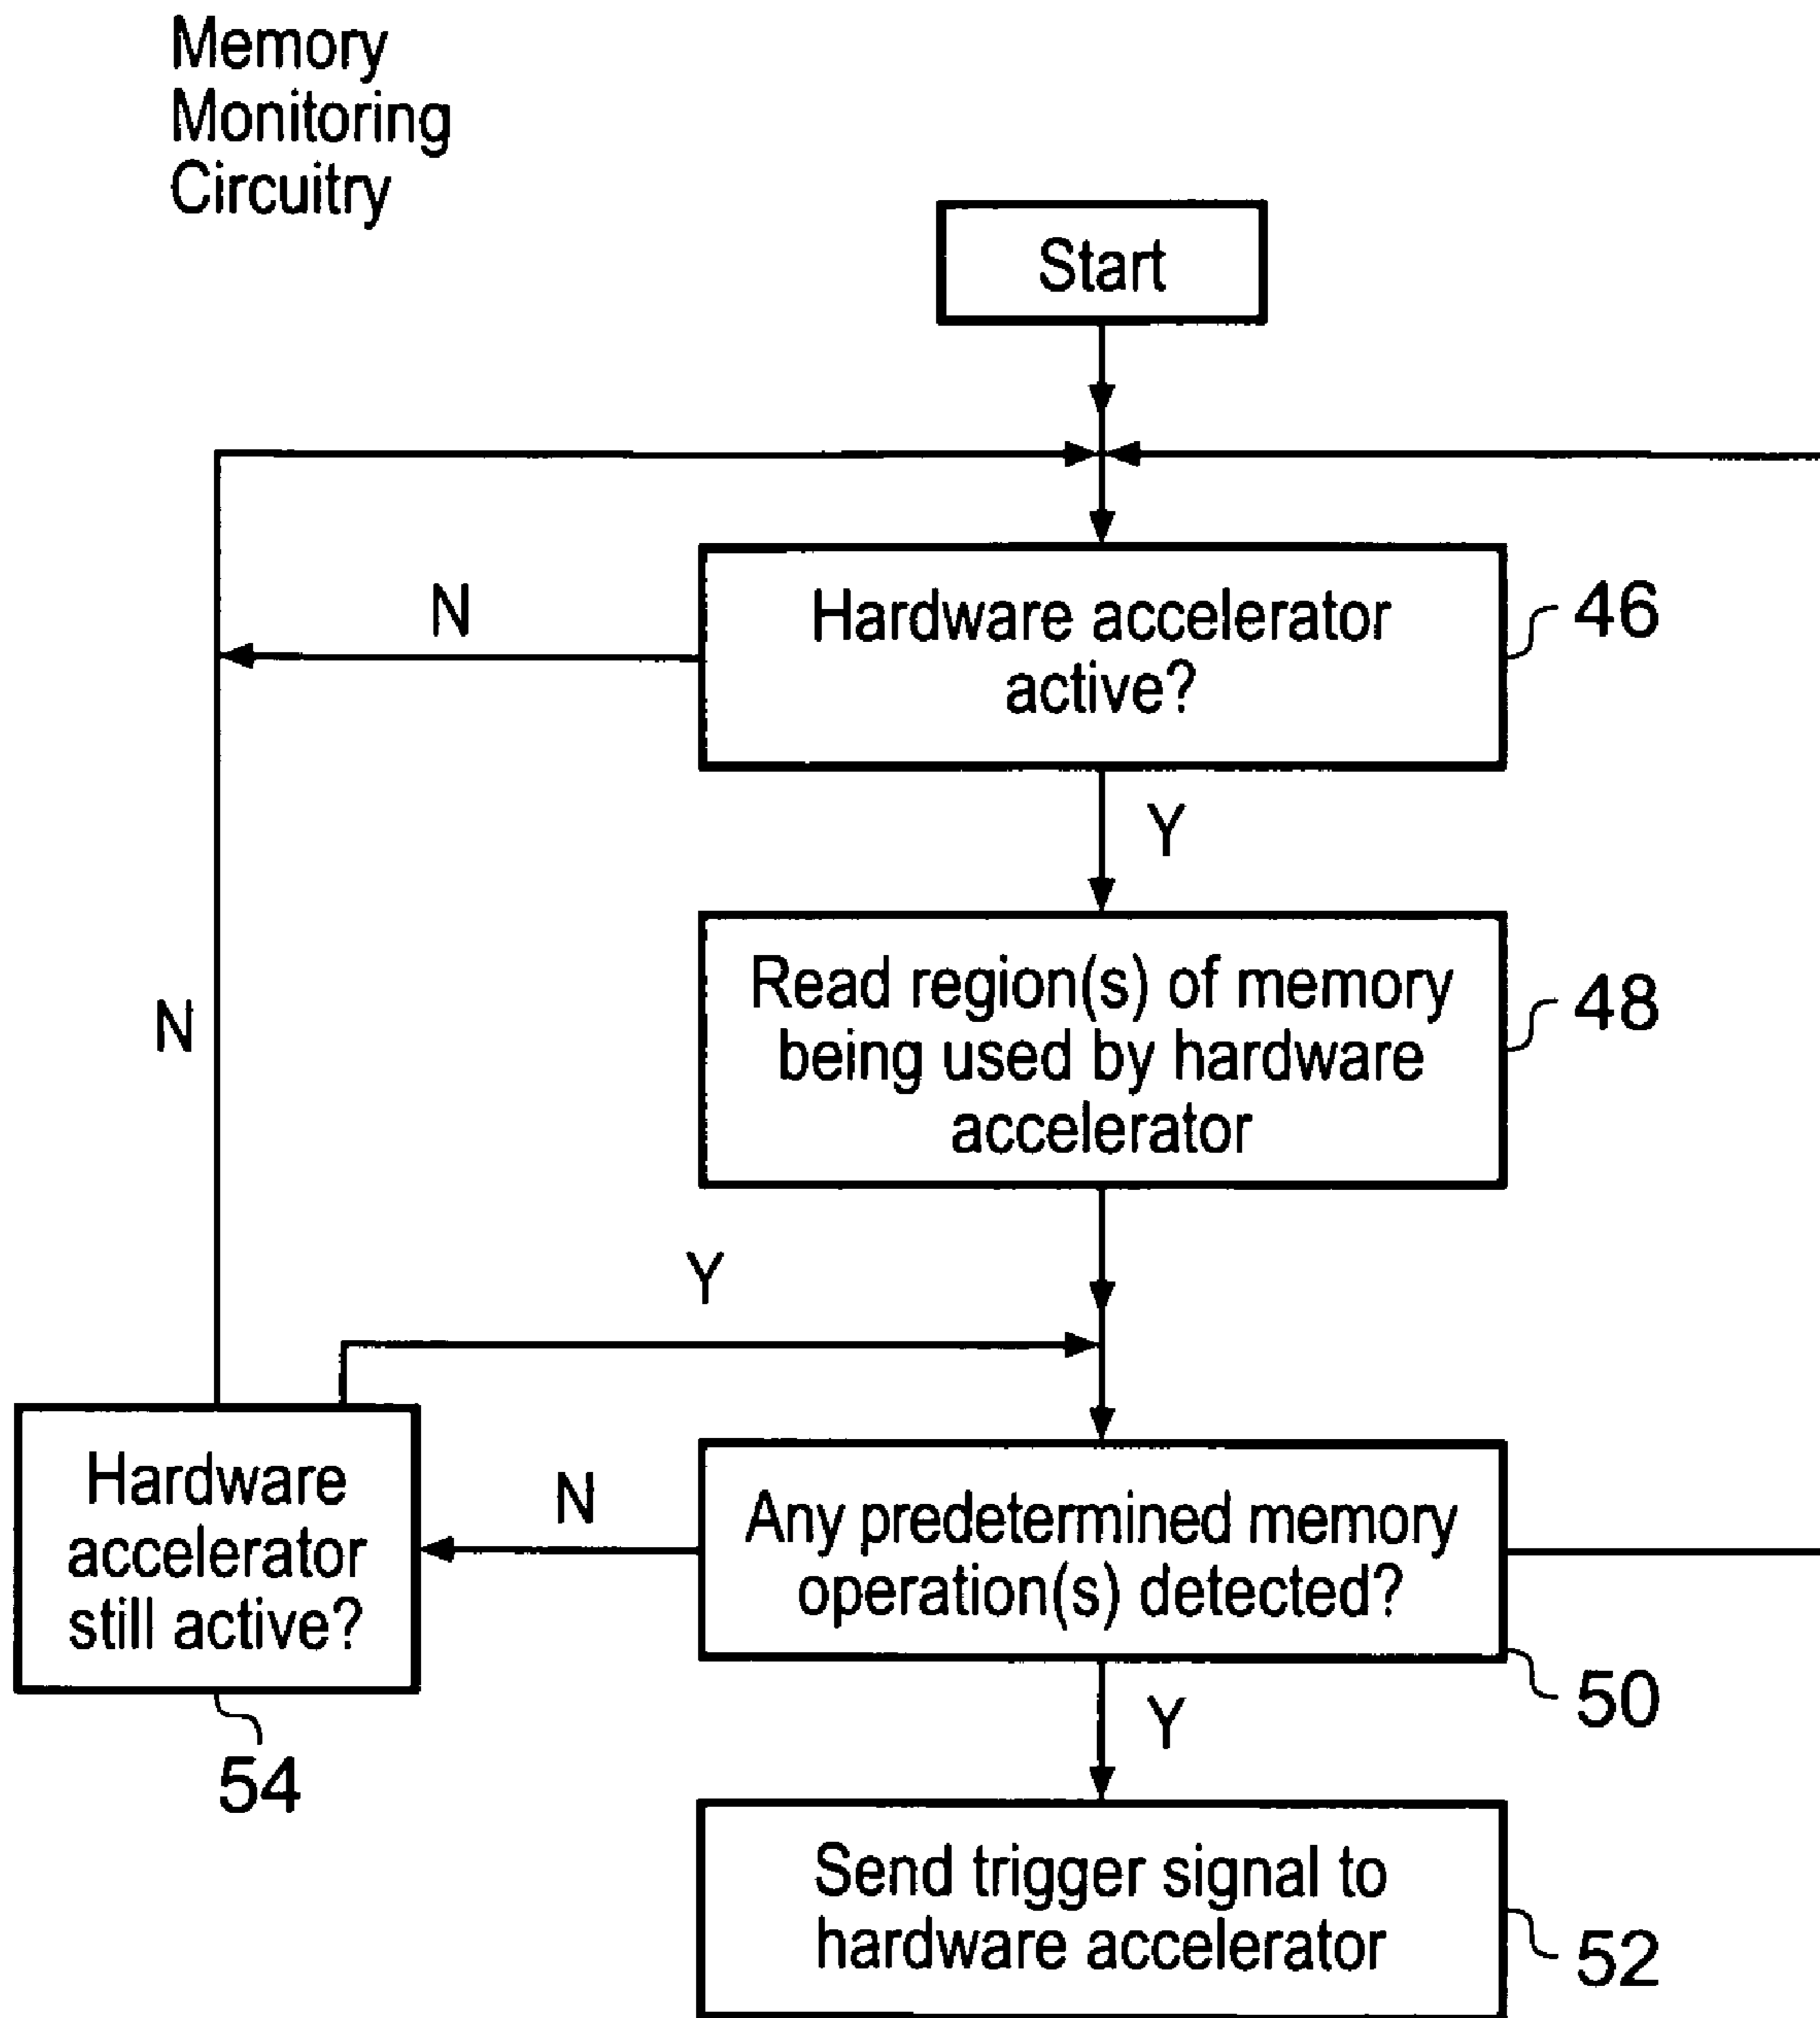 Memory
Monitoring
Circuitry
Start
N
Hardware accelerator
active?
46
Y
Read region(s) of memory
being used by hardware
accelerator
48
N
Y
Hardware
accelerator
still active?
54
N
Any predetermined memory
operation(s) detected?
50
Y
Send trigger signal to
hardware accelerator
52